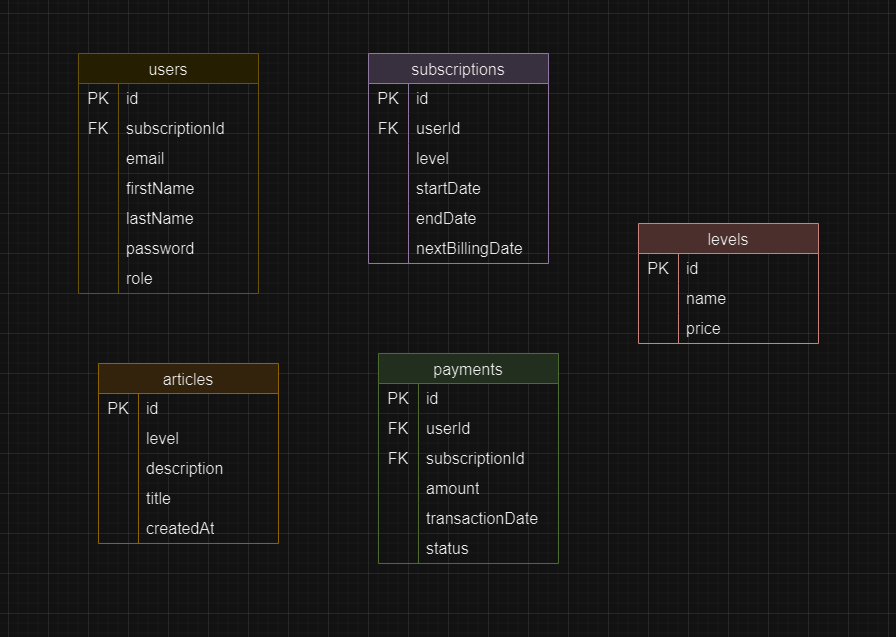 users
PK id
FK subscriptionId
email
firstName
lastName
password
role
subscriptions
PK id
FK userId
level
startDate
endDate
nextBillingDate
levels
PK id
name
price
articles
PK id
level
description
title
createdAt
payments
PK id
FK userId
FK subscriptionId
amount
transactionDate
status